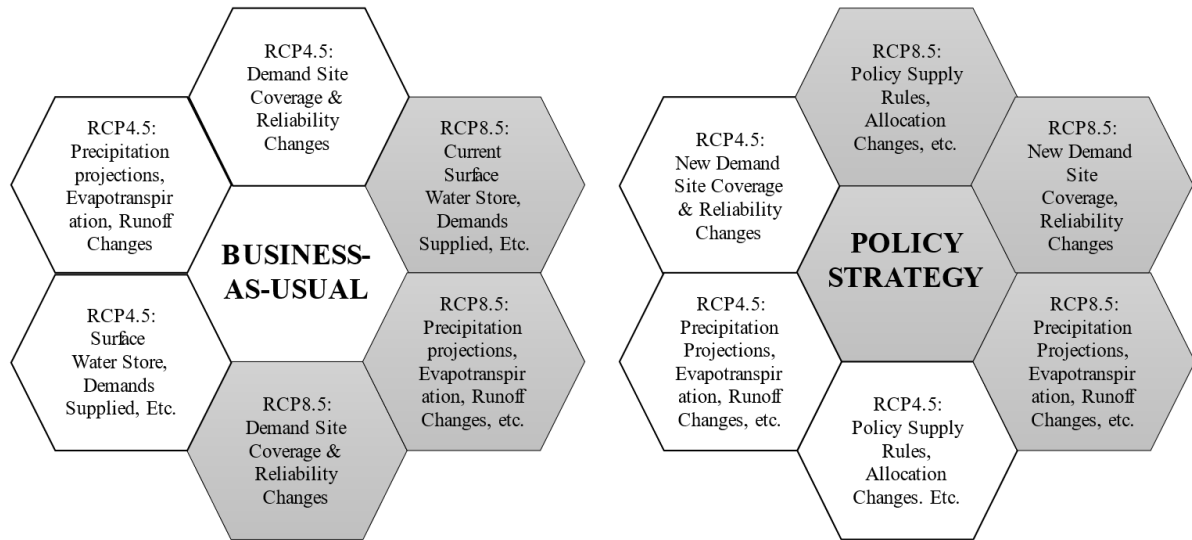 RCP4.5:
Demand Site
Coverage &
Reliability
Changes
RCP4.5:
Precipitation
projections,
Evapotranspir
ation, Runoff
Changes
RCP8.5:
Current
Surface
Water Store,
Demands
Supplied, Etc.
BUSINESS-
AS-USUAL
RCP4.5:
Surface
Water Store,
Demands
Supplied, Etc.
RCP8.5:
Precipitation
projections,
Evapotranspir
ation, Runoff
Changes, etc.
RCP8.5:
Demand Site
Coverage &
Reliability
Changes
RCP8.5:
Policy Supply
Rules,
Allocation
Changes, etc.
RCP4.5:
New Demand
Site Coverage
& Reliability
Changes
RCP8.5:
New Demand
Site
Coverage,
Reliability
Changes
POLICY
STRATEGY
RCP4.5:
Precipitation
Projections,
Evapotranspir
ation, Runoff
Changes, etc.
RCP8.5:
Precipitation
Projections,
Evapotranspir
ation, Runoff
Changes, etc.
RCP4.5:
Policy Supply
Rules,
Allocation
Changes. Etc.